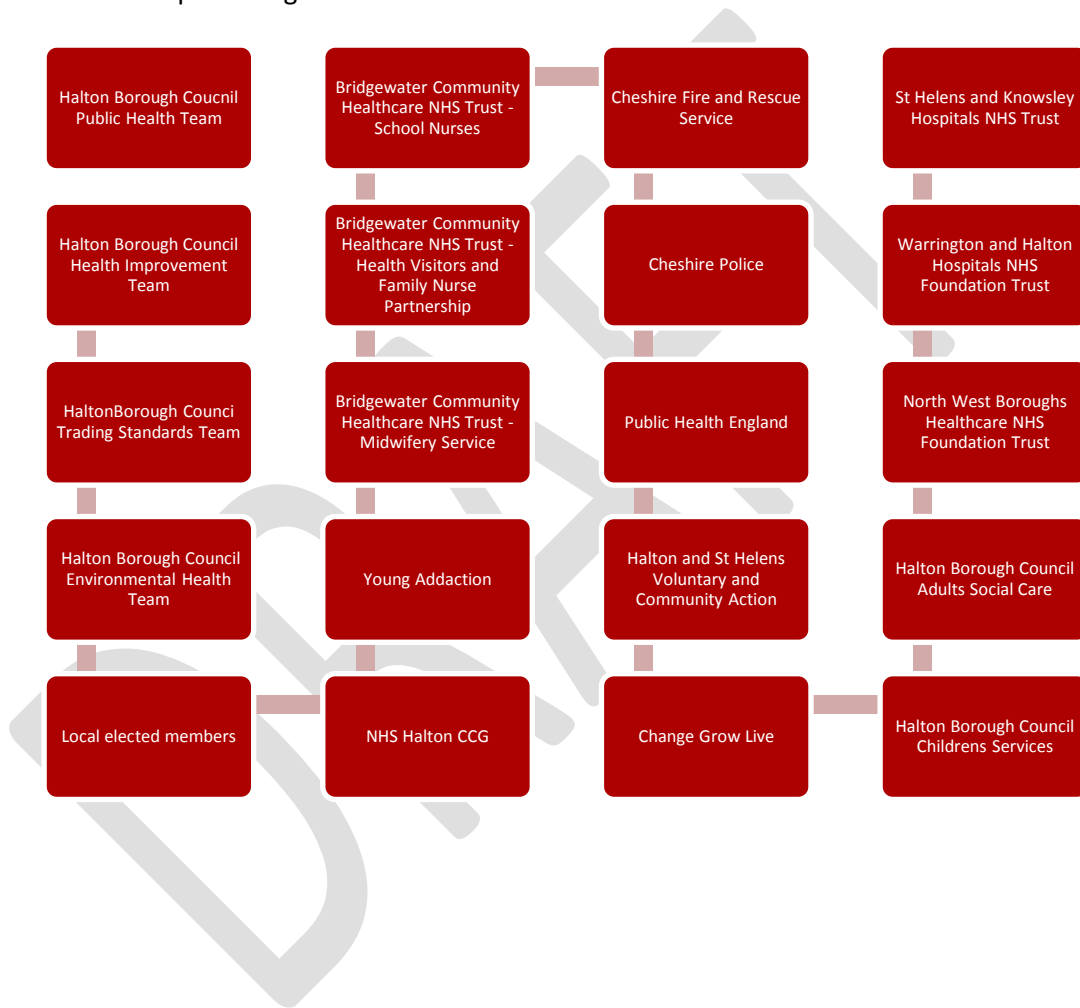 Halton Borough Coucnil
Public Health Team
Bridgewater Community
Healthcare NHS Trust -
School Nurses
Cheshire Fire and Rescue
Service
St Helens and Knowsley
Hospitals NHS Trust
Halton Borough Council
Health Improvement
Team
Bridgewater Community
Healthcare NHS Trust -
Health Visitors and
Family Nurse
Partnership
Cheshire Police
Warrington and Halton
Hospitals NHS
Foundation Trust
HaltonBorough Counci
Trading Standards Team
Bridgewater Community
Healthcare NHS Trust -
Midwifery Service
Public Health England
North West Boroughs
Healthcare NHS
Foundation Trust
Halton Borough Council
Environmental Health
Team
Young Addaction
Halton and St Helens
Voluntary and
Community Action
Halton Borough Council
Adults Social Care
Local elected members
NHS Halton CCG
Change Grow Live
Halton Borough Council
Childrens Services
DRAFT